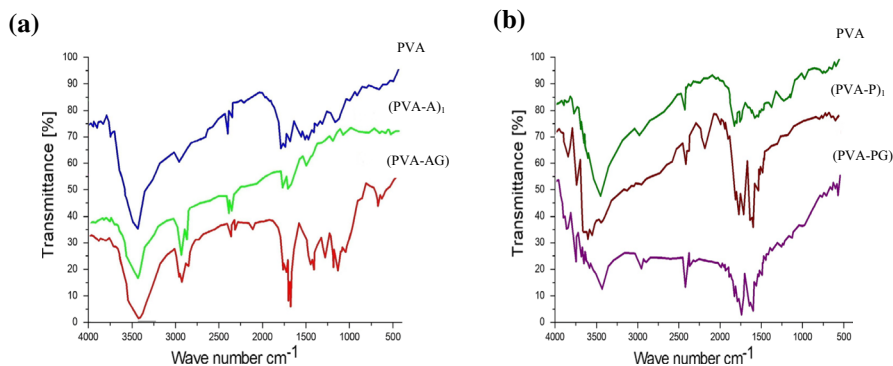 (a)
PVA
(PVA-A)₁
(PVA-AG)
Transmittance [%]
100
90
80
70
60
50
40
30
20
10
0
4000 3500 3000 2500 2000 1500 1000 500
Wave number cm⁻¹
(b)
PVA
(PVA-P)₁
(PVA-PG)
Transmittance [%]
100
90
80
70
60
50
40
30
20
10
0
4000 3500 3000 2500 2000 1500 1000 500
Wave number cm⁻¹